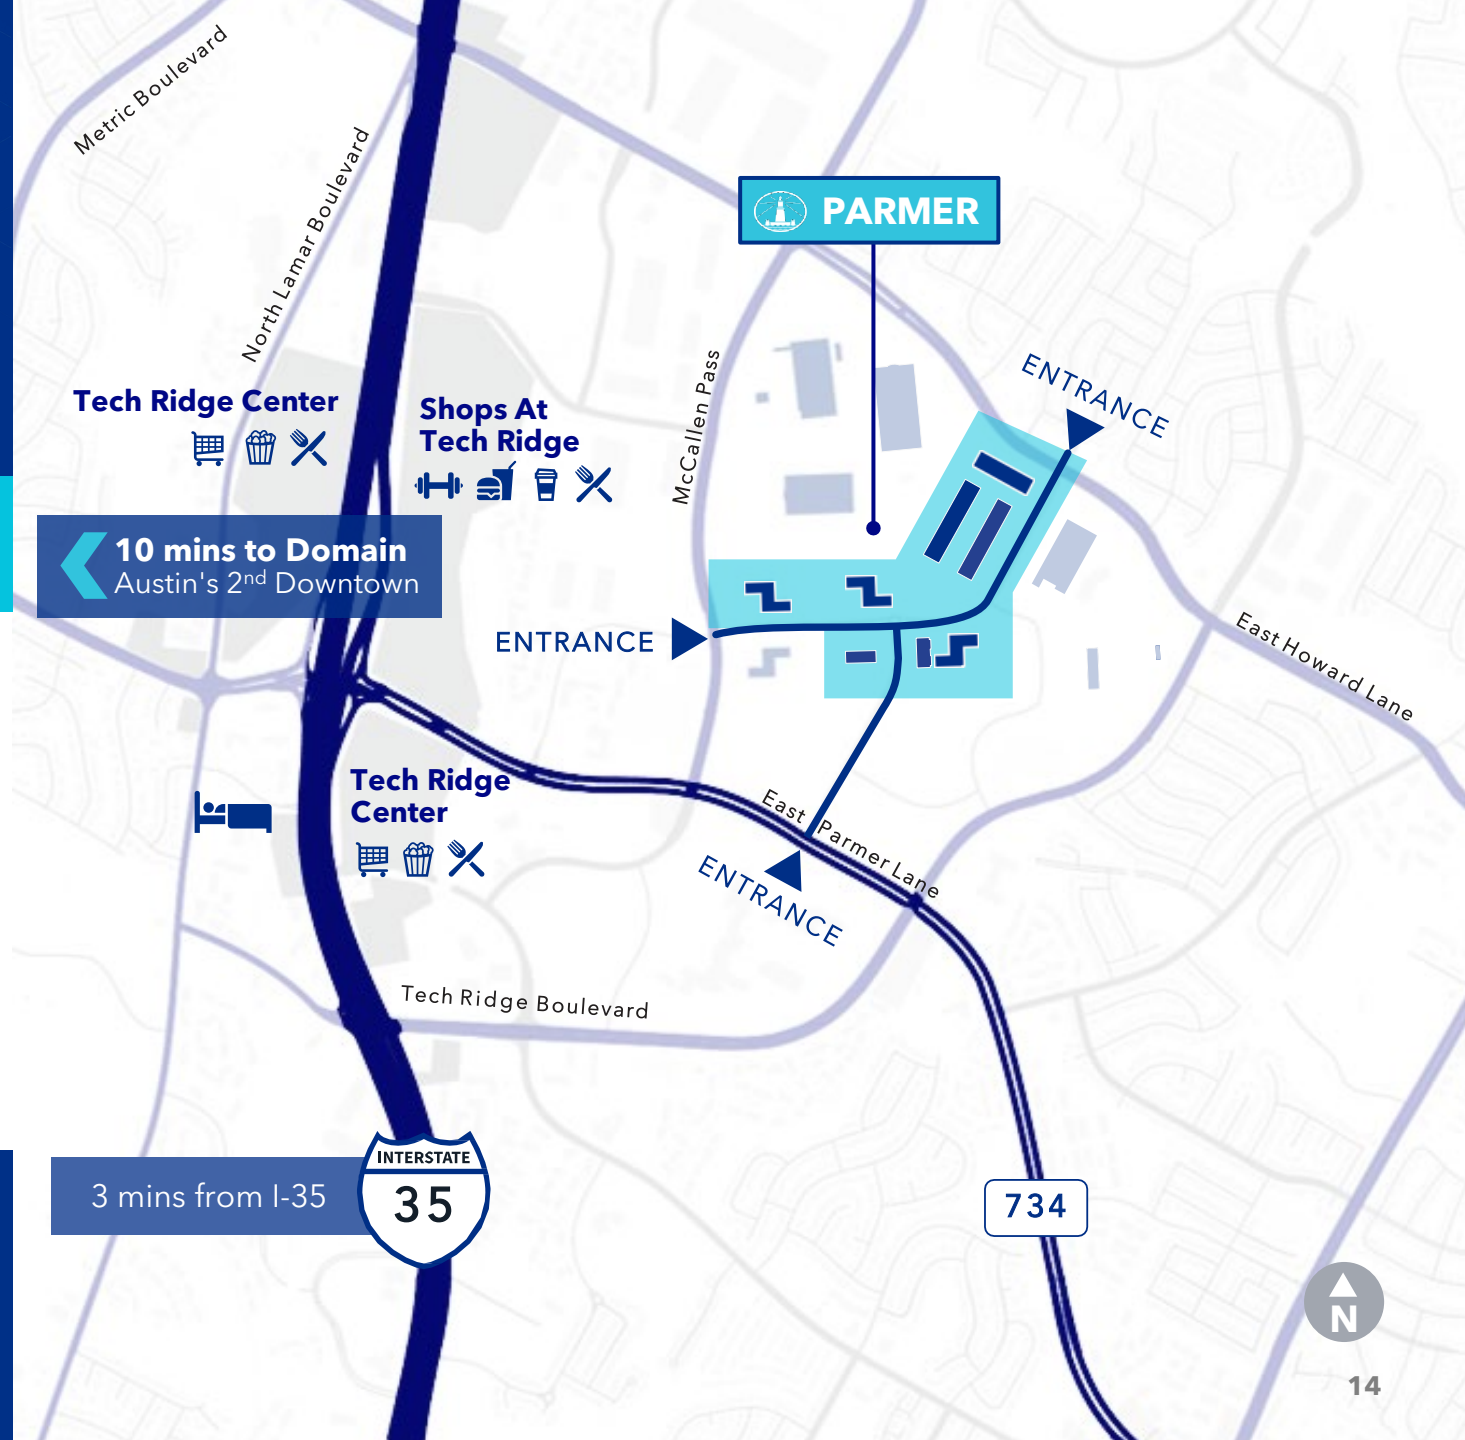 Metric Boulevard
North Lamar Boulevard
PARMER
McCallen Pass
ENTRANCE
Tech Ridge Center
Shops At
Tech Ridge
10 mins to Domain
Austin's 2nd Downtown
ENTRANCE
East Howard Lane
Tech Ridge
Center
East Parmer Lane
ENTRANCE
Tech Ridge Boulevard
3 mins from I-35
INTERSTATE
35
734
N
14